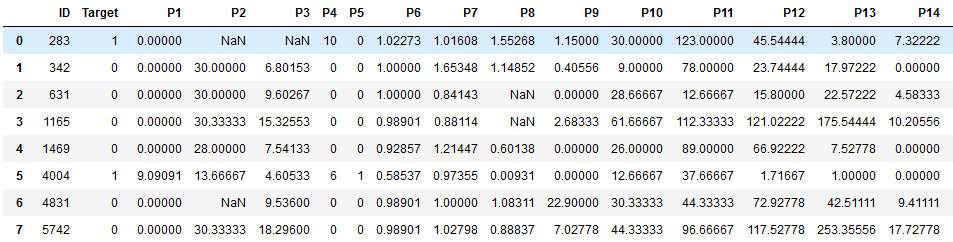 ID Target P1 P2 P3 P4 P5 P6 P7 P8 P9 P10 P11 P12 P13 P14
0 283 1 0.00000 NaN NaN 10 0 1.02273 1.01608 1.55268 1.15000 30.00000 123.00000 45.54444 3.80000 7.32222
1 342 0 0.00000 30.00000 6.80153 0 0 1.00000 1.65348 1.14852 0.40556 9.00000 78.00000 23.74444 17.97222 0.00000
2 631 0 0.00000 30.00000 9.60267 0 0 1.00000 0.84143 NaN 0.00000 28.66667 12.66667 15.80000 22.57222 4.58333
3 1165 0 0.00000 30.33333 15.32553 0 0 0.98901 0.88114 NaN 2.68333 61.66667 112.33333 121.02222 175.54444 10.20556
4 1469 0 0.00000 28.00000 7.54133 0 0 0.92857 1.21447 0.60138 0.00000 26.00000 89.00000 66.92222 7.52778 0.00000
5 4004 1 9.09091 13.66667 4.60533 6 1 0.58537 0.97355 0.00931 0.00000 12.66667 37.66667 1.71667 1.00000 0.00000
6 4831 0 0.00000 NaN 9.53600 0 0 0.98901 1.00000 1.08311 22.90000 30.33333 44.33333 72.92778 42.51111 9.41111
7 5742 0 0.00000 30.33333 18.29600 0 0 0.98901 1.02798 0.88837 7.02778 44.33333 96.66667 117.52778 253.35556 17.72778